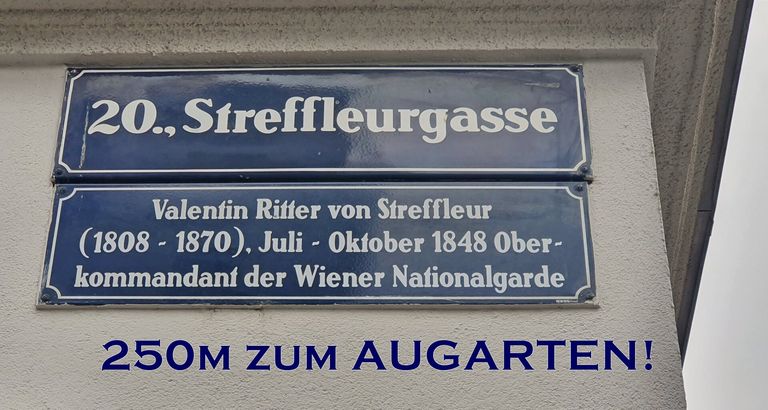 20., Streffleurgasse
Valentin Ritter von Streffleur
(1808 - 1870), Juli - Oktober 1848 Ober-
kommandant der Wiener Nationalgarde
250M ZUM AUGARTEN!